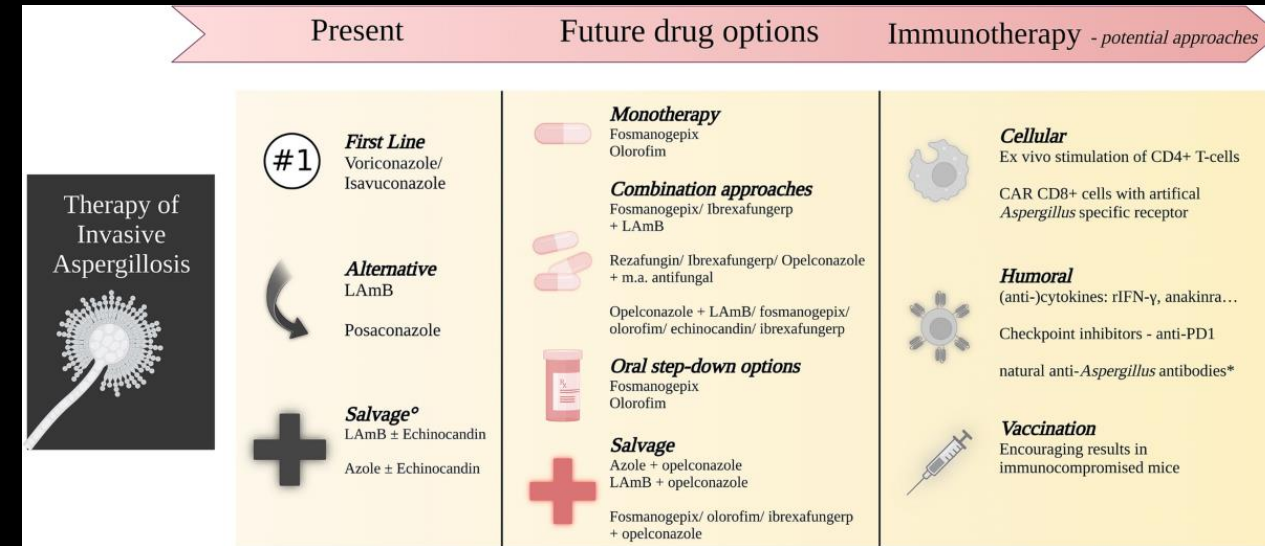 Present
Future drug options
Immunotherapy - potential approaches
Therapy of
Invasive
Aspergillosis
#1
First Line
Voriconazole/
Isavuconazole
Alternative
LAmB
Posaconazole
Salvage°
LAmB ± Echinocandin
Azole ± Echinocandin
Monotherapy
Fosmanogepix
Olorofim
Combination approaches
Fosmanogepix/ Ibrexafungerp
+ LAmB
Rezafungin/ Ibrexafungerp/ Opelconazole
+ m.a. antifungal
Opelconazole + LAmB/ fosmanogepix/
olorofim/ echinocandin/ ibrexafungerp
Oral step-down options
Fosmanogepix
Olorofim
Salvage
Azole + opelconazole
LAmB + opelconazole
Fosmanogepix/ olorofim/ ibrexafungerp
+ opelconazole
Cellular
Ex vivo stimulation of CD4+ T-cells
CAR CD8+ cells with artifical
Aspergillus specific receptor
Humoral
(anti-)cytokines: rIFN-γ, anakinra…
Checkpoint inhibitors - anti-PD1
natural anti-Aspergillus antibodies*
Vaccination
Encouraging results in
immunocompromised mice